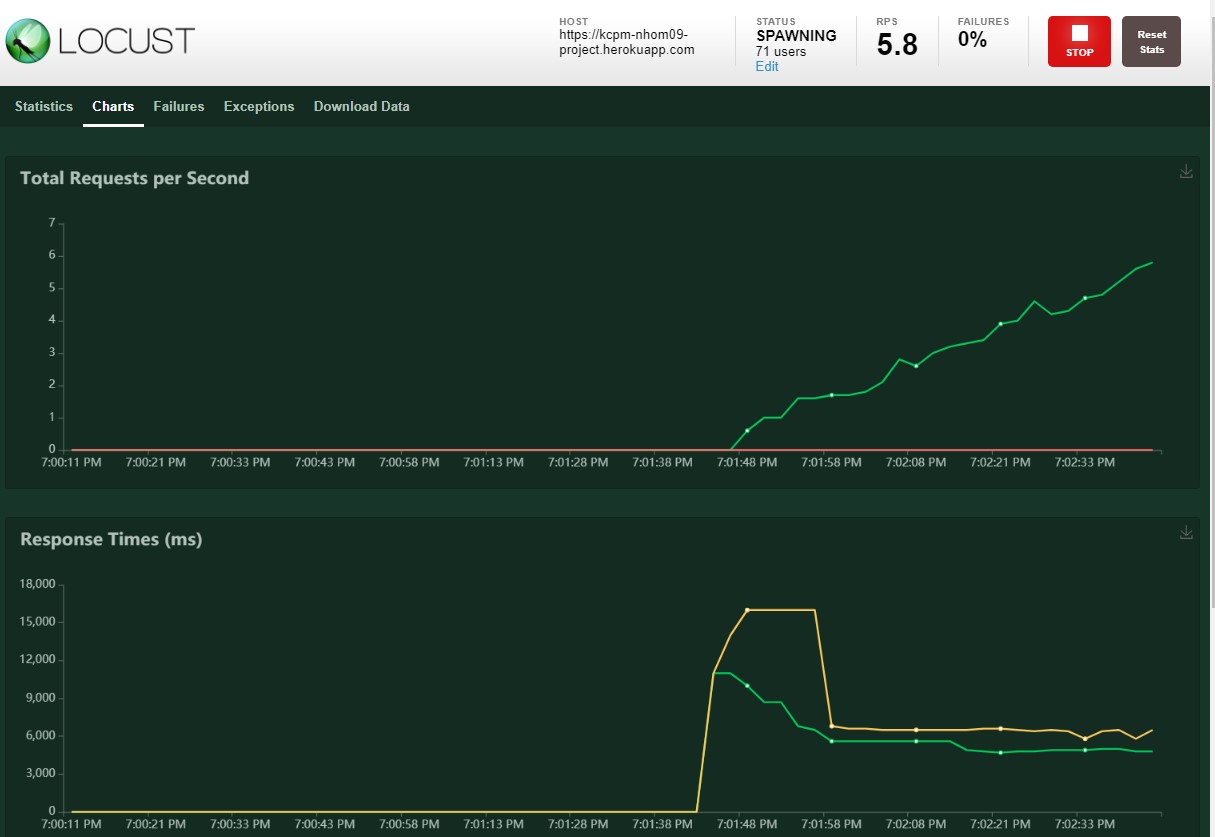 LOCUST
HOST
https://kcpm-nhom09-
project.herokuapp.com
STATUS
SPAWNING
71 users
Edit
RPS
5.8
FAILURES
0%
STOP
Reset
Stats
Statistics Charts Failures Exceptions Download Data
Total Requests per Second
7
6
5
4
3
2
1
0
7:00:11 PM 7:00:21 PM 7:00:33 PM 7:00:43 PM 7:00:58 PM 7:01:13 PM 7:01:28 PM 7:01:38 PM 7:01:48 PM 7:01:58 PM 7:02:08 PM 7:02:21 PM 7:02:33 PM
Response Times (ms)
18,000
15,000
12,000
9,000
6,000
3,000
0
7:00:11 PM 7:00:21 PM 7:00:33 PM 7:00:43 PM 7:00:58 PM 7:01:13 PM 7:01:28 PM 7:01:38 PM 7:01:48 PM 7:01:58 PM 7:02:08 PM 7:02:21 PM 7:02:33 PM